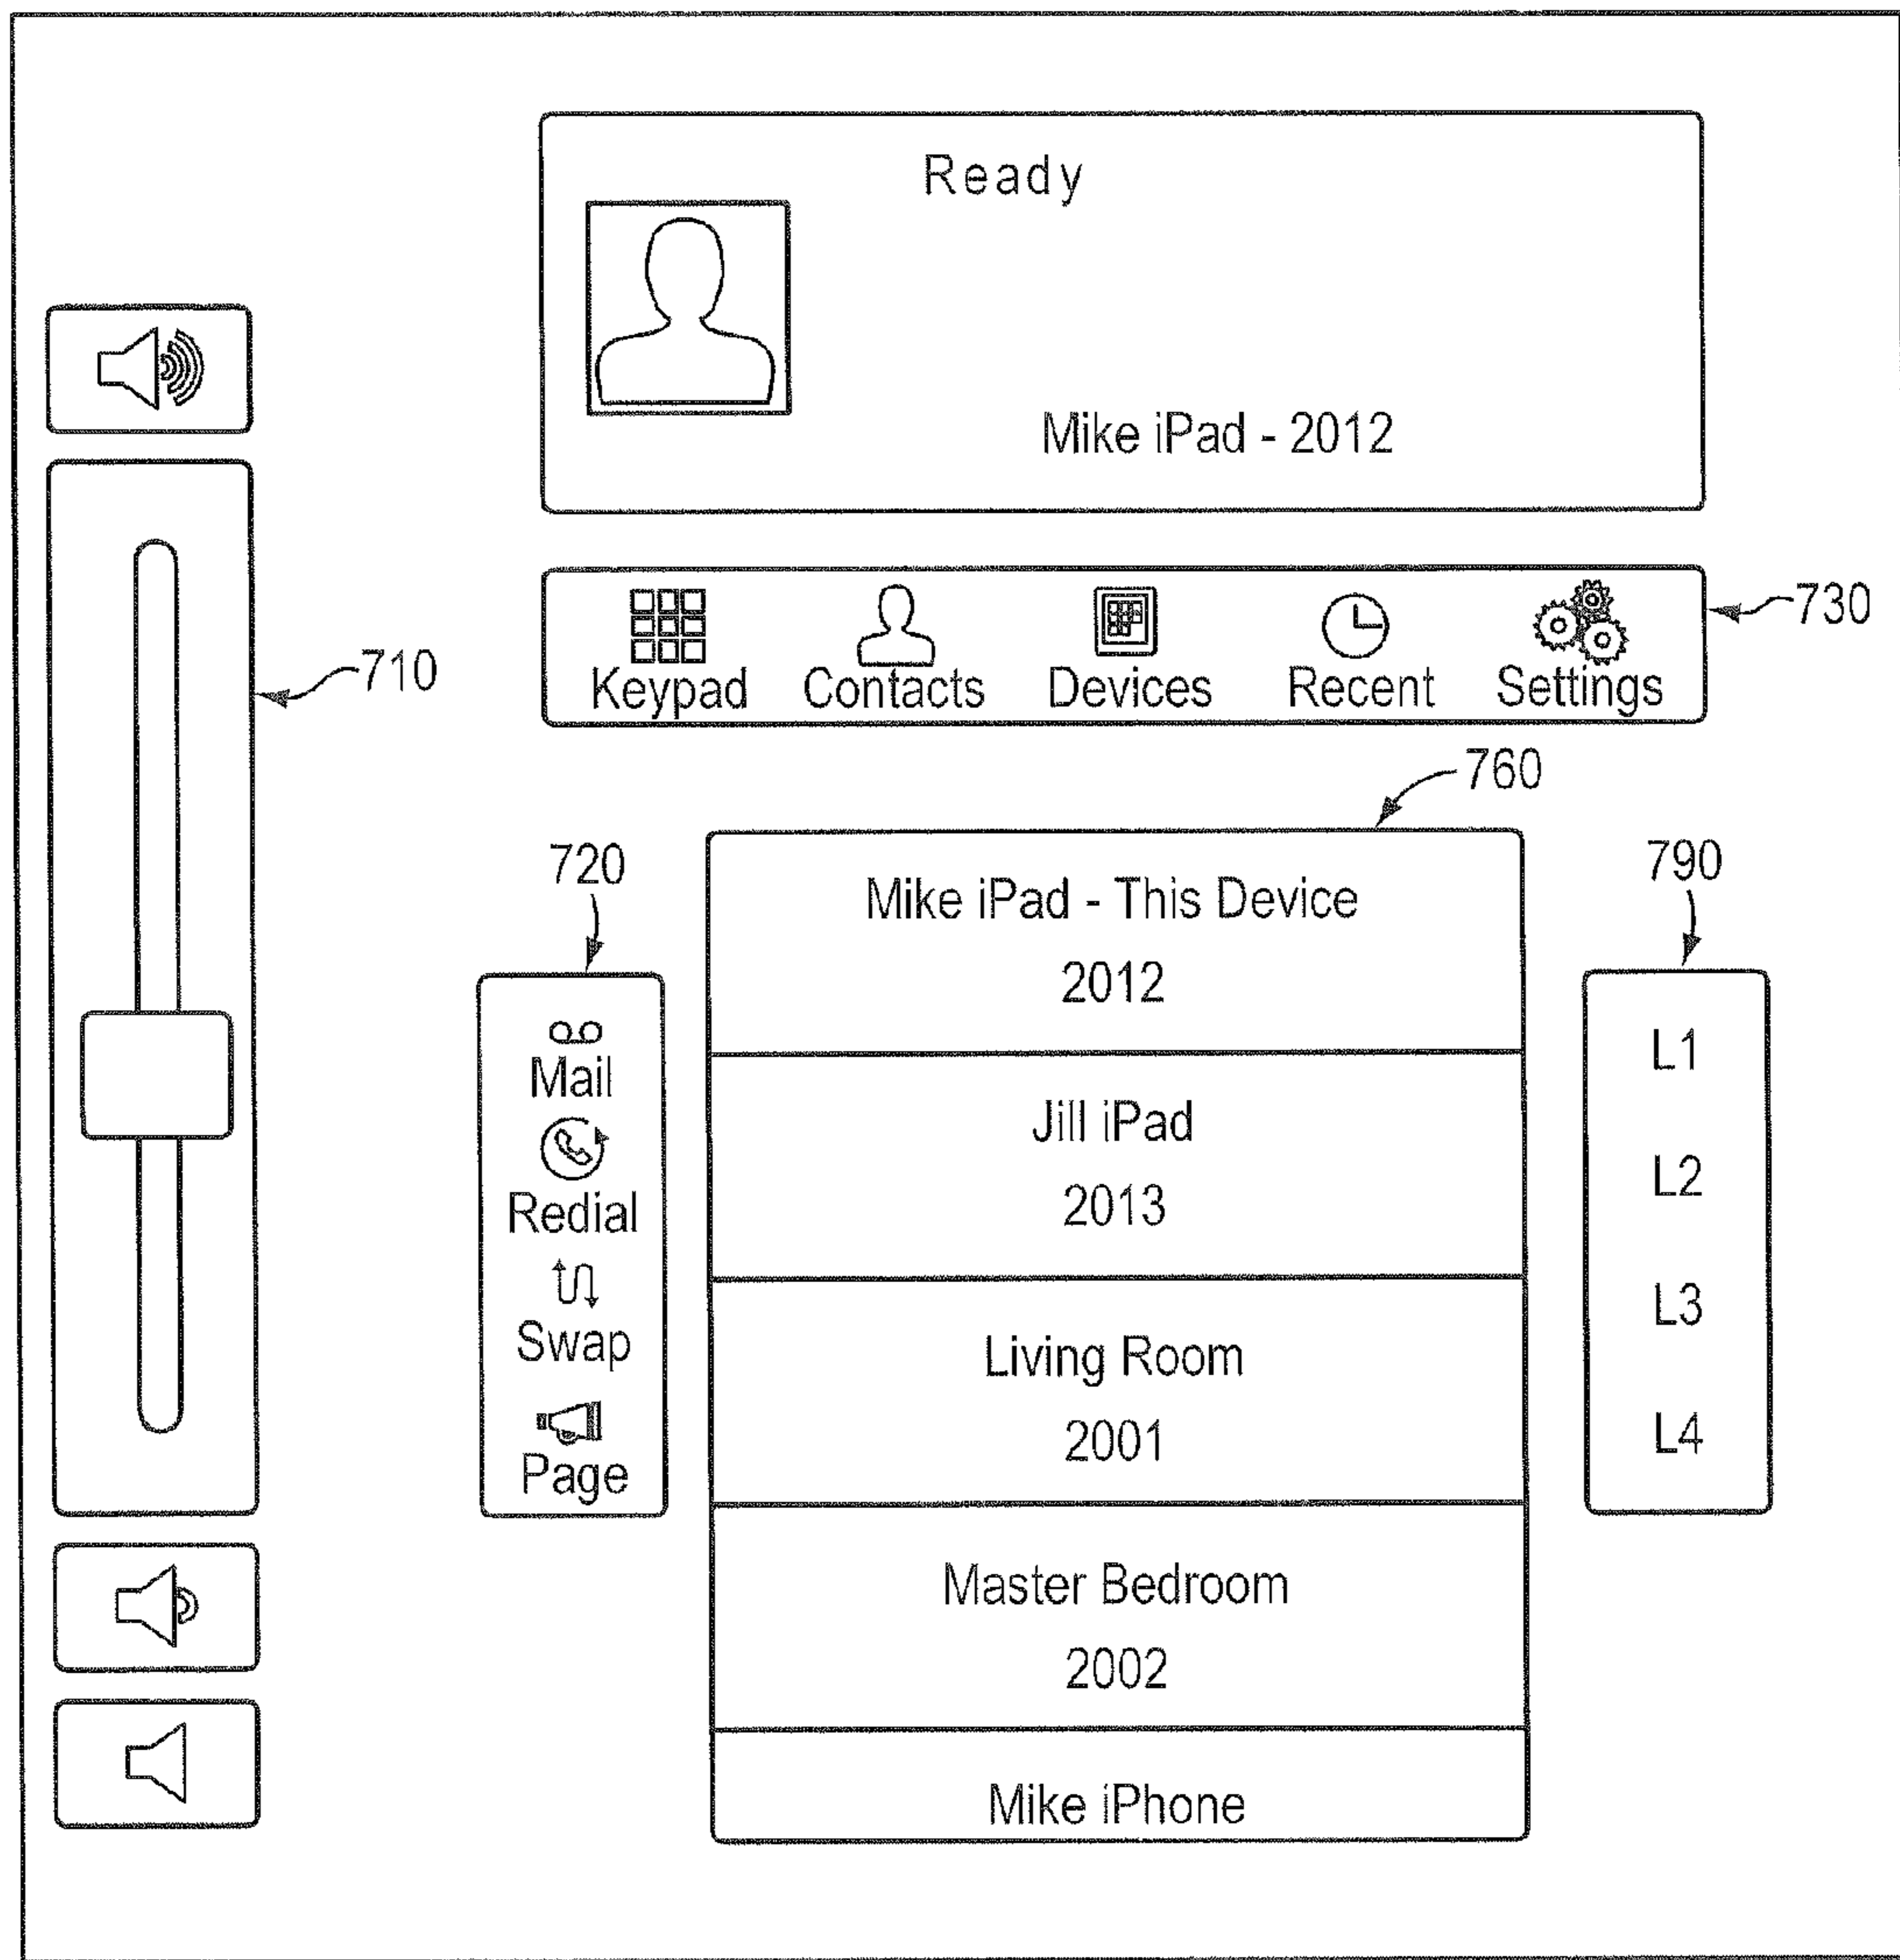 Ready
Mike iPad - 2012
Keypad Contacts Devices Recent Settings
730
710
760
720
790
Mike iPad - This Device
2012
Jill iPad
2013
Living Room
2001
Master Bedroom
2002
Mike iPhone
Mail
Redial
Swap
Page
L1
L2
L3
L4